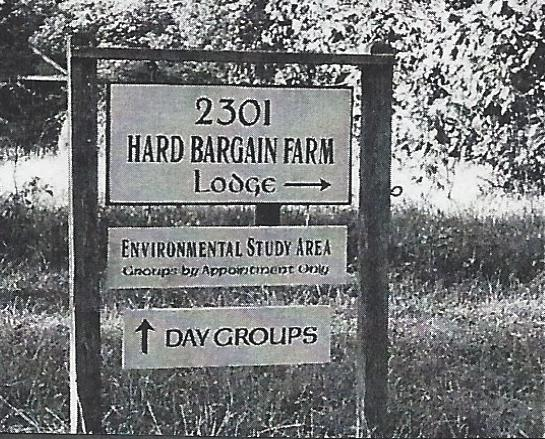 2301
HARD BARGAIN FARM
Lodge →
ENVIRONMENTAL STUDY AREA
Groups by Appointment Only
↑ DAY GROUPS